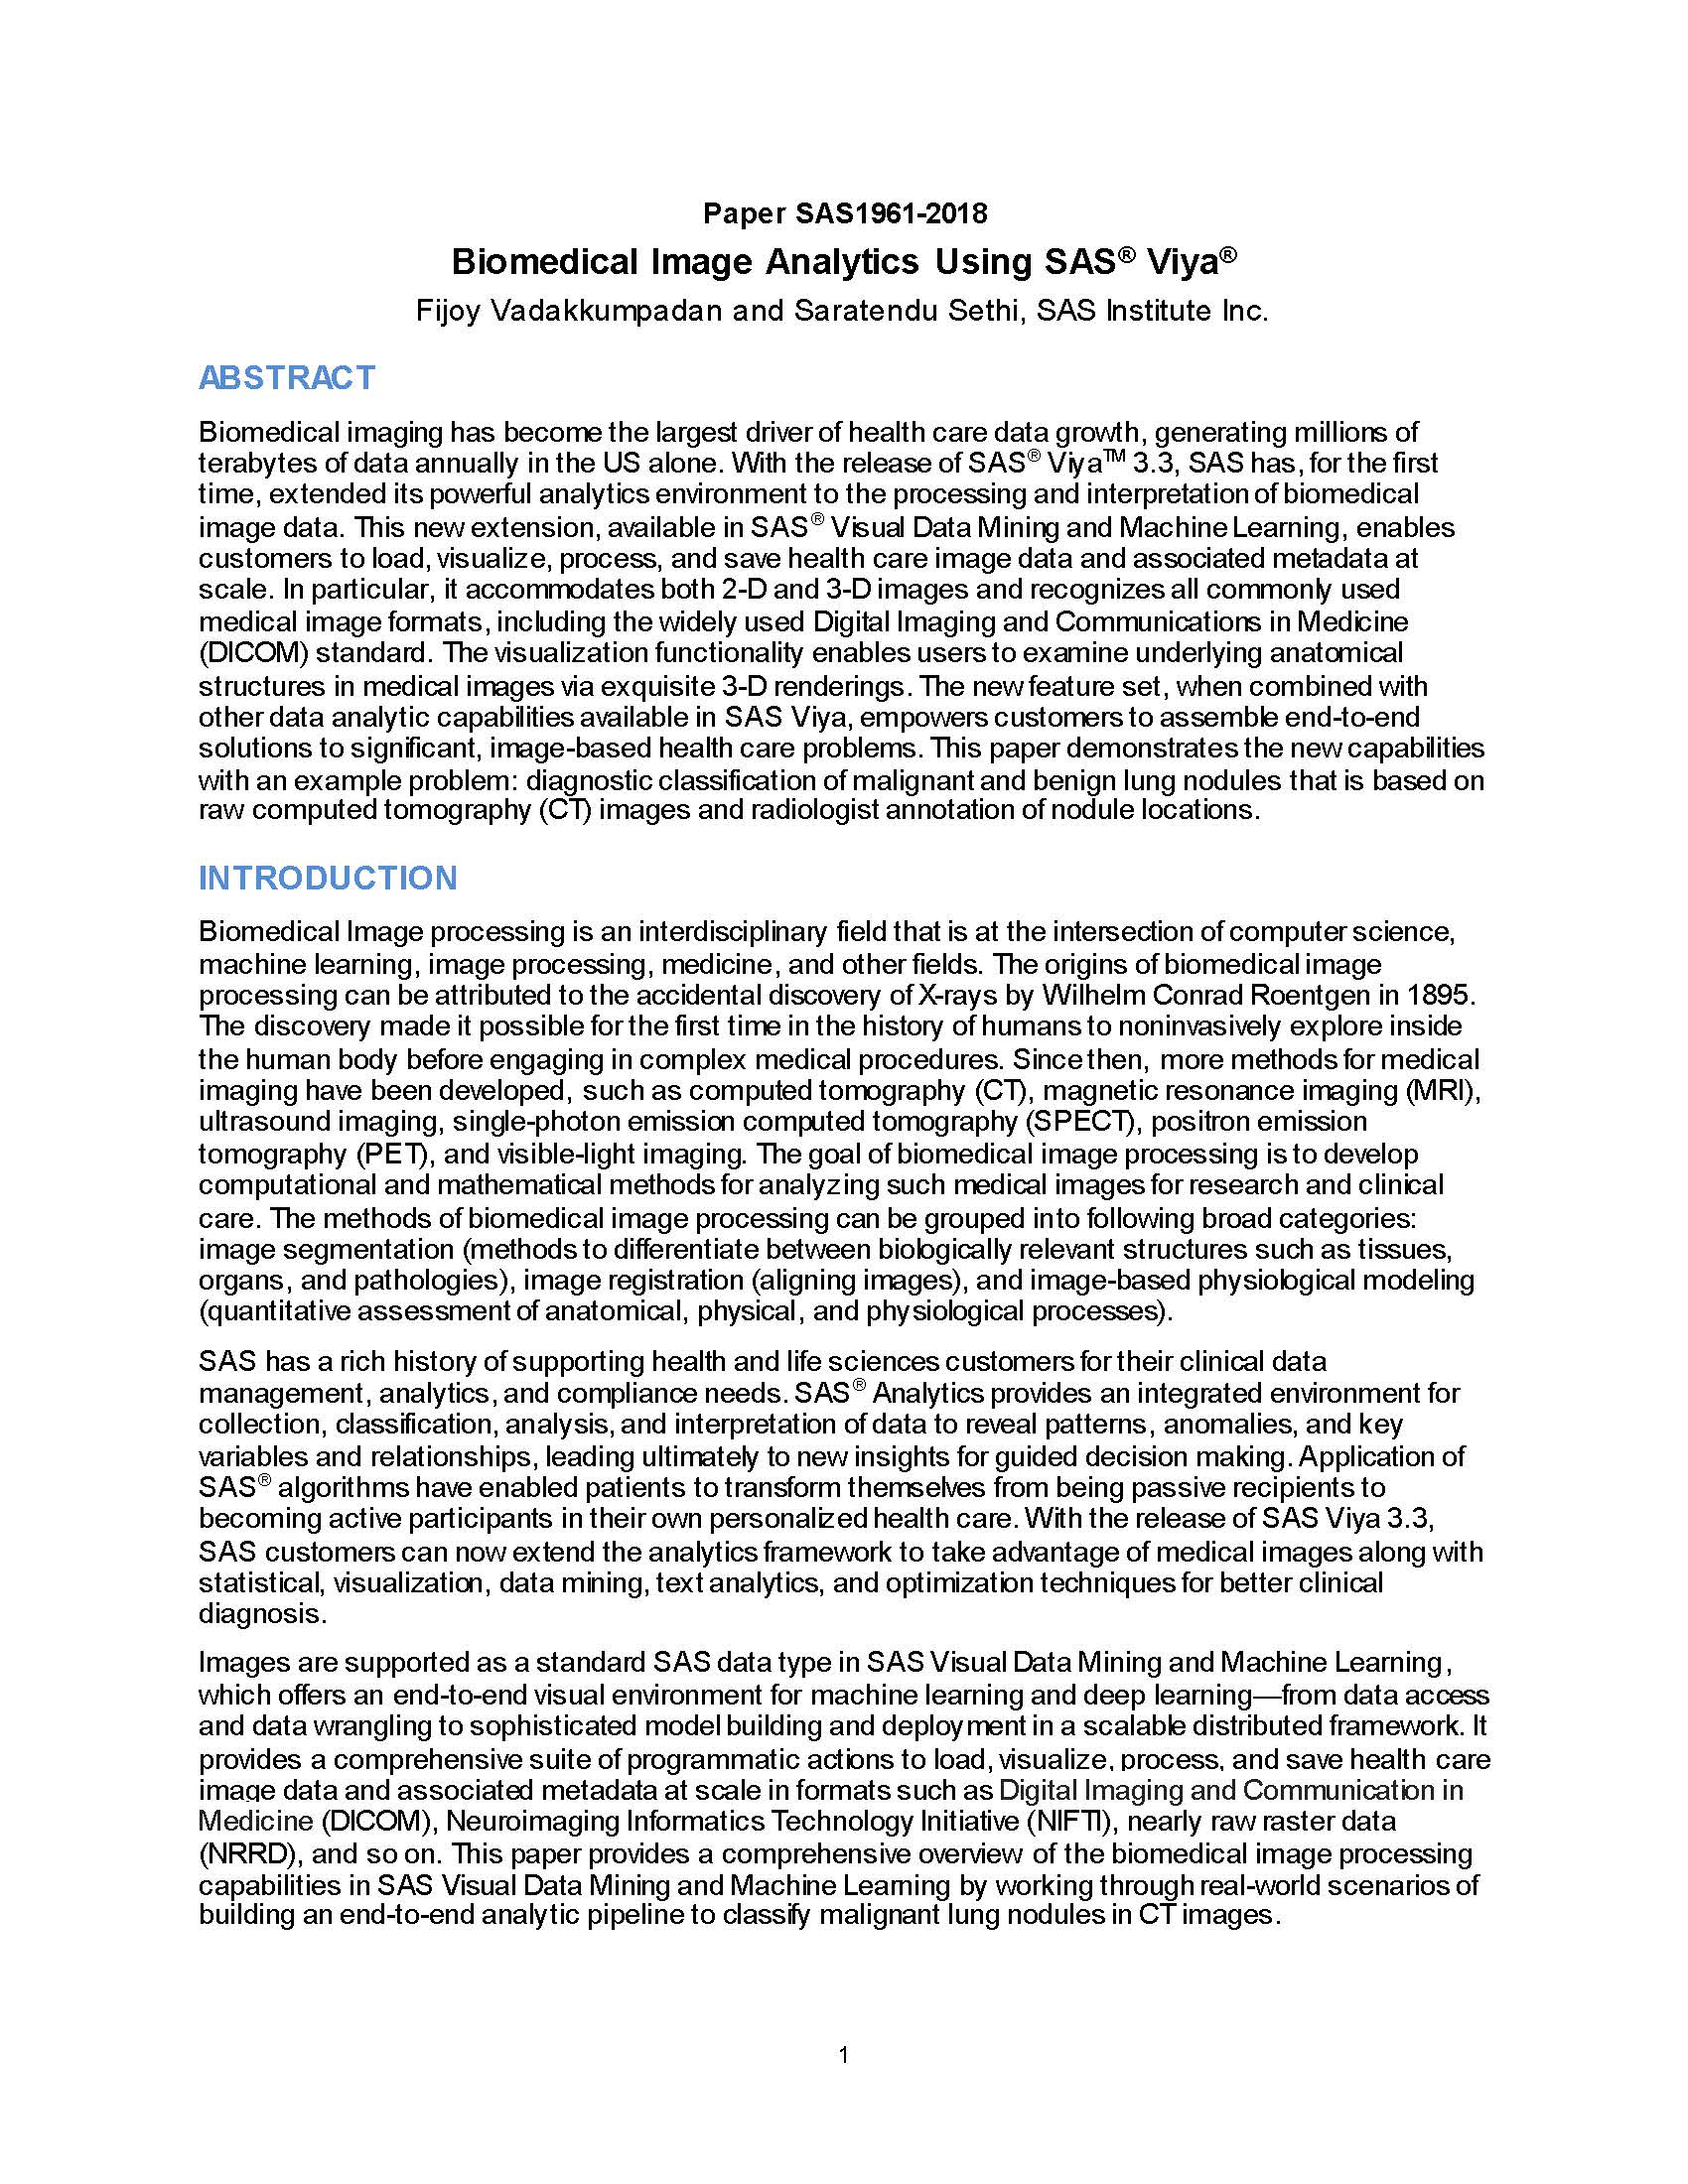 Paper SAS1961-2018
Biomedical Image Analytics Using SAS® Viya®
Fijoy Vadakkumpadan and Saratendu Sethi, SAS Institute Inc.
ABSTRACT
Biomedical imaging has become the largest driver of health care data growth, generating millions of
terabytes of data annually in the US alone. With the release of SAS® Viya™ 3.3, SAS has, for the first
time, extended its powerful analytics environment to the processing and interpretation of biomedical
image data. This new extension, available in SAS® Visual Data Mining and Machine Learning, enables
customers to load, visualize, process, and save health care image data and associated metadata at
scale. In particular, it accommodates both 2-D and 3-D images and recognizes all commonly used
medical image formats, including the widely used Digital Imaging and Communications in Medicine
(DICOM) standard. The visualization functionality enables users to examine underlying anatomical
structures in medical images via exquisite 3-D renderings. The new feature set, when combined with
other data analytic capabilities available in SAS Viya, empowers customers to assemble end-to-end
solutions to significant, image-based health care problems. This paper demonstrates the new capabilities
with an example problem: diagnostic classification of malignant and benign lung nodules that is based on
raw computed tomography (CT) images and radiologist annotation of nodule locations.
INTRODUCTION
Biomedical Image processing is an interdisciplinary field that is at the intersection of computer science,
machine learning, image processing, medicine, and other fields. The origins of biomedical image
processing can be attributed to the accidental discovery of X-rays by Wilhelm Conrad Roentgen in 1895.
The discovery made it possible for the first time in the history of humans to noninvasively explore inside
the human body before engaging in complex medical procedures. Since then, more methods for medical
imaging have been developed, such as computed tomography (CT), magnetic resonance imaging (MRI),
ultrasound imaging, single-photon emission computed tomography (SPECT), positron emission
tomography (PET), and visible-light imaging. The goal of biomedical image processing is to develop
computational and mathematical methods for analyzing such medical images for research and clinical
care. The methods of biomedical image processing can be grouped into following broad categories:
image segmentation (methods to differentiate between biologically relevant structures such as tissues,
organs, and pathologies), image registration (aligning images), and image-based physiological modeling
(quantitative assessment of anatomical, physical, and physiological processes).
SAS has a rich history of supporting health and life sciences customers for their clinical data
management, analytics, and compliance needs. SAS® Analytics provides an integrated environment for
collection, classification, analysis, and interpretation of data to reveal patterns, anomalies, and key
variables and relationships, leading ultimately to new insights for guided decision making. Application of
SAS® algorithms have enabled patients to transform themselves from being passive recipients to
becoming active participants in their own personalized health care. With the release of SAS Viya 3.3,
SAS customers can now extend the analytics framework to take advantage of medical images along with
statistical, visualization, data mining, text analytics, and optimization techniques for better clinical
diagnosis.
Images are supported as a standard SAS data type in SAS Visual Data Mining and Machine Learning,
which offers an end-to-end visual environment for machine learning and deep learning—from data access
and data wrangling to sophisticated model building and deployment in a scalable distributed framework. It
provides a comprehensive suite of programmatic actions to load, visualize, process, and save health care
image data and associated metadata at scale in formats such as Digital Imaging and Communication in
Medicine (DICOM), Neuroimaging Informatics Technology Initiative (NIFTI), nearly raw raster data
(NRRD), and so on. This paper provides a comprehensive overview of the biomedical image processing
capabilities in SAS Visual Data Mining and Machine Learning by working through real-world scenarios of
building an end-to-end analytic pipeline to classify malignant lung nodules in CT images.
1